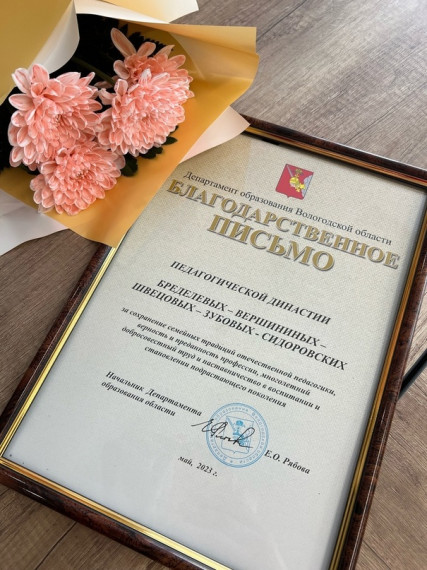 Департамент образования Вологодской области
БЛАГОДАРСТВЕННОЕ
ПИСЬМО
ПЕДАГОГИЧЕСКОЙ ДИНАСТИИ
БРЕДЕЛЕВЫХ – ВЕРШИНИНЫХ –
ШВЕЦОВЫХ – ЗУБОВЫХ - СИДОРОВСКИХ
за сохранение семейных традиций отечественной педагогики,
верность и преданность профессии, многолетний
добросовестный труд и наставничество в воспитании и
становлении подрастающего поколения
Начальник Департамента
образования области
Е.О. Рябова
май, 2023 г.